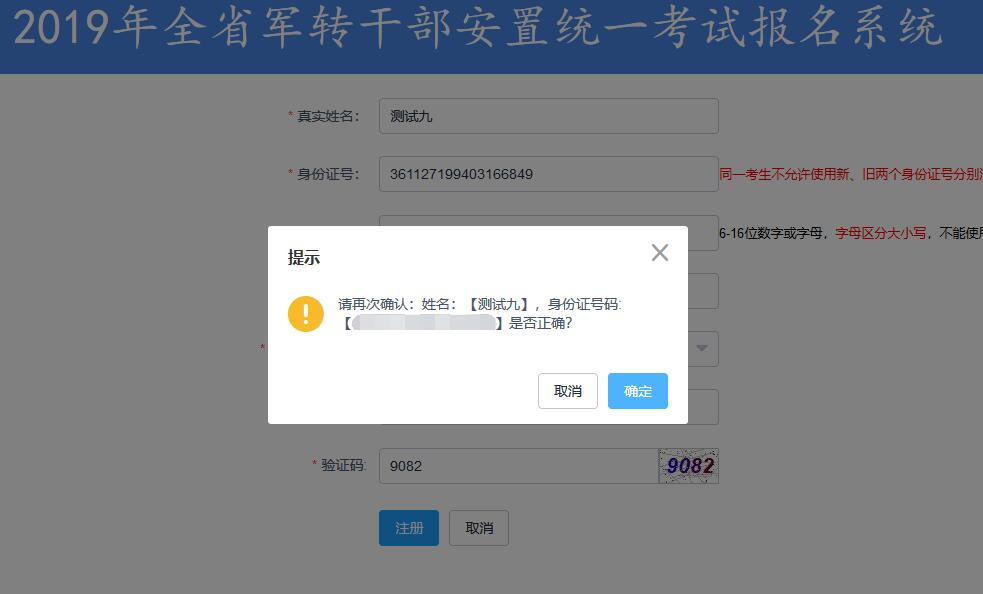 2019年全省军转干部安置统一考试报名系统
* 真实姓名: 测试九
* 身份证号: 361127199403166849 同一考生不允许使用新、旧两个身份证号分别
6-16位数字或字母，字母区分大小写，不能使用
提示
请再次确认：姓名：【测试九】，身份证号码:
【】是否正确?
取消 确定
*
* 验证码: 9082 9082
注册 取消